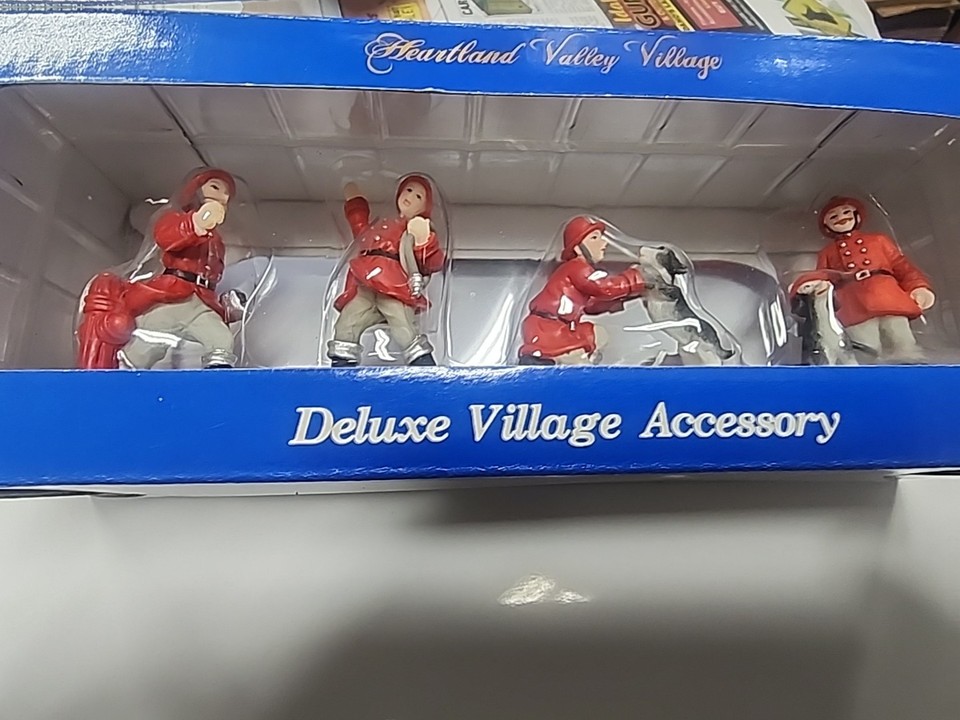 Heartland Valley Village
Deluxe Village Accessory